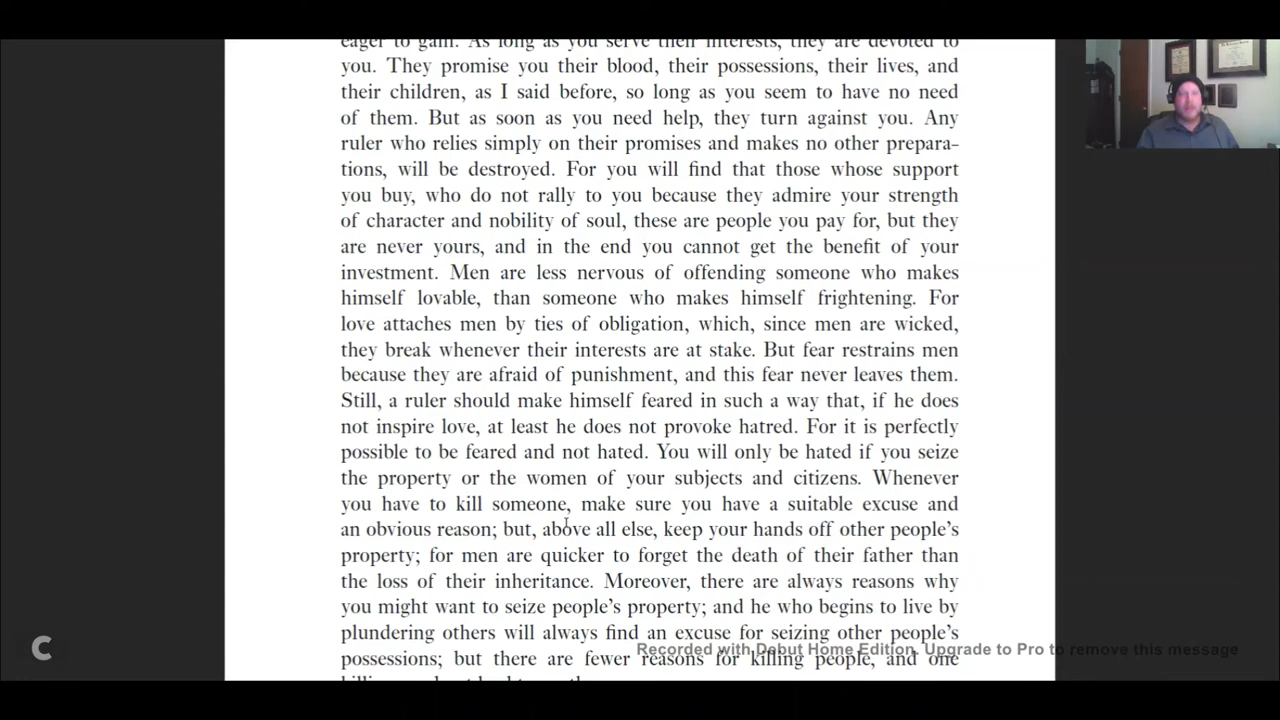 eager to gain. As long as you serve their interests, they are devoted to
you. They promise you their blood, their possessions, their lives, and
their children, as I said before, so long as you seem to have no need
of them. But as soon as you need help, they turn against you. Any
ruler who relies simply on their promises and makes no other prepara-
tions, will be destroyed. For you will find that those whose support
you buy, who do not rally to you because they admire your strength
of character and nobility of soul, these are people you pay for, but they
are never yours, and in the end you cannot get the benefit of your
investment. Men are less nervous of offending someone who makes
himself lovable, than someone who makes himself frightening. For
love attaches men by ties of obligation, which, since men are wicked,
they break whenever their interests are at stake. But fear restrains men
because they are afraid of punishment, and this fear never leaves them.
Still, a ruler should make himself feared in such a way that, if he does
not inspire love, at least he does not provoke hatred. For it is perfectly
possible to be feared and not hated. You will only be hated if you seize
the property or the women of your subjects and citizens. Whenever
you have to kill someone, make sure you have a suitable excuse and
an obvious reason; but, above all else, keep your hands off other people's
property; for men are quicker to forget the death of their father than
the loss of their inheritance. Moreover, there are always reasons why
you might want to seize people's property; and he who begins to live by
plundering others will always find an excuse for seizing other people's
possessions; but there are fewer reasons for killing people, and one
Recorded with Debut Home Edition. Upgrade to Pro to remove this message